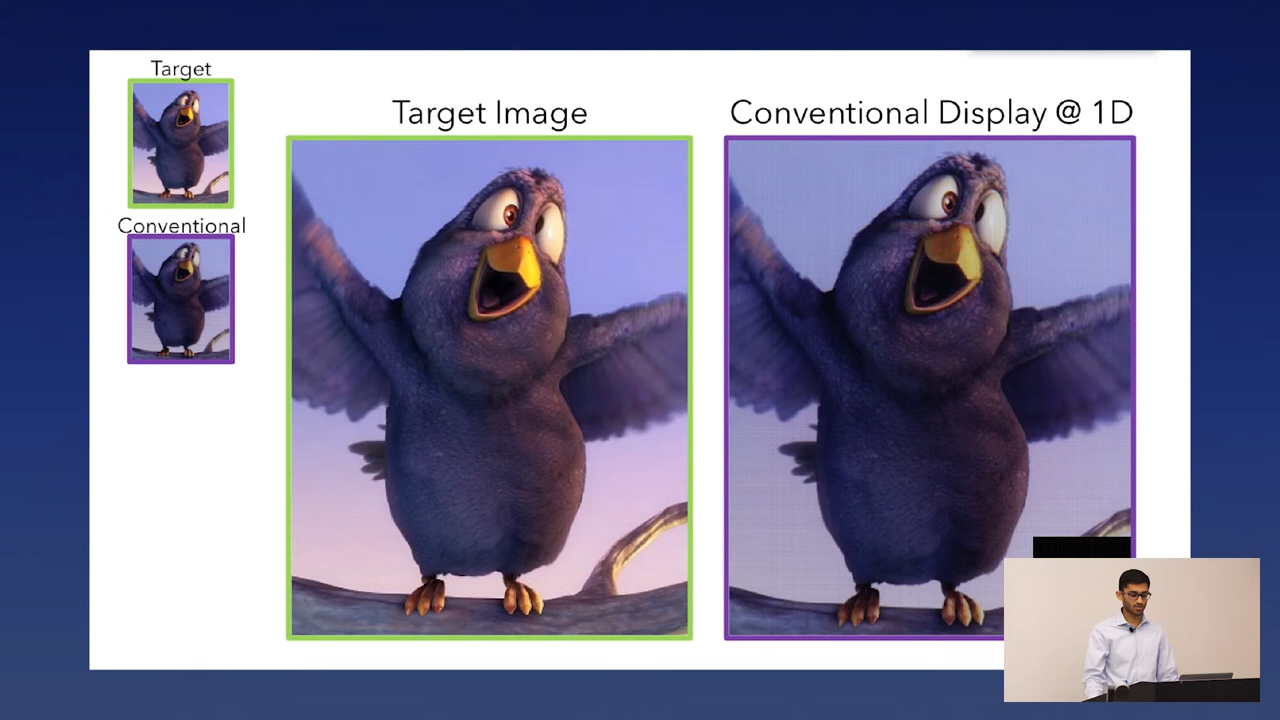 Target
Conventional
Target Image
Conventional Display @ 1D